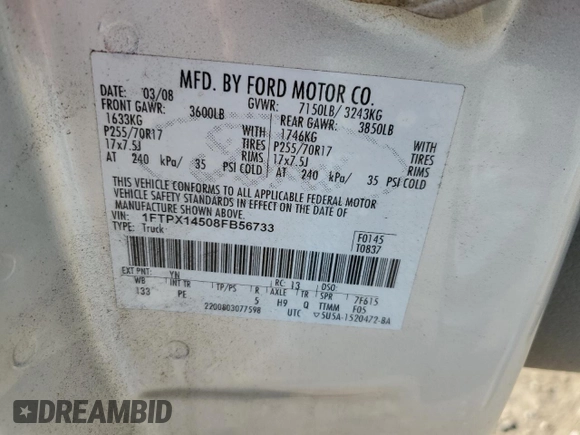 MFD. BY FORD MOTOR CO.
DATE: 03/08 GVWR: 7150LB/ 3243KG
FRONT GAWR: 3600LB REAR GAWR: 3850LB
1633KG WITH 1746KG WITH
P255/70R17 TIRES P255/70R17 TIRES
17x7.5J RIMS 17x7.5J RIMS
AT 240 kPa/ 35 PSI COLD AT 240 kPa/ 35 PSI COLD
THIS VEHICLE CONFORMS TO ALL APPLICABLE FEDERAL MOTOR
VEHICLE SAFETY STANDARDS IN EFFECT ON THE DATE OF
MANUFACTURE SHOWN ABOVE.
VIN: 1FTPX14508FB56733 F0145
TYPE: Truck T0837
EXT PNT: YN RC: 13 DSO:
WB INT TR TP/PS R AXLE TR SPR 7F615
133 PE 5 H9 Q TTMM F05
2200803077598 UTC ▽5U5A-1520472-BA
DREAMBID